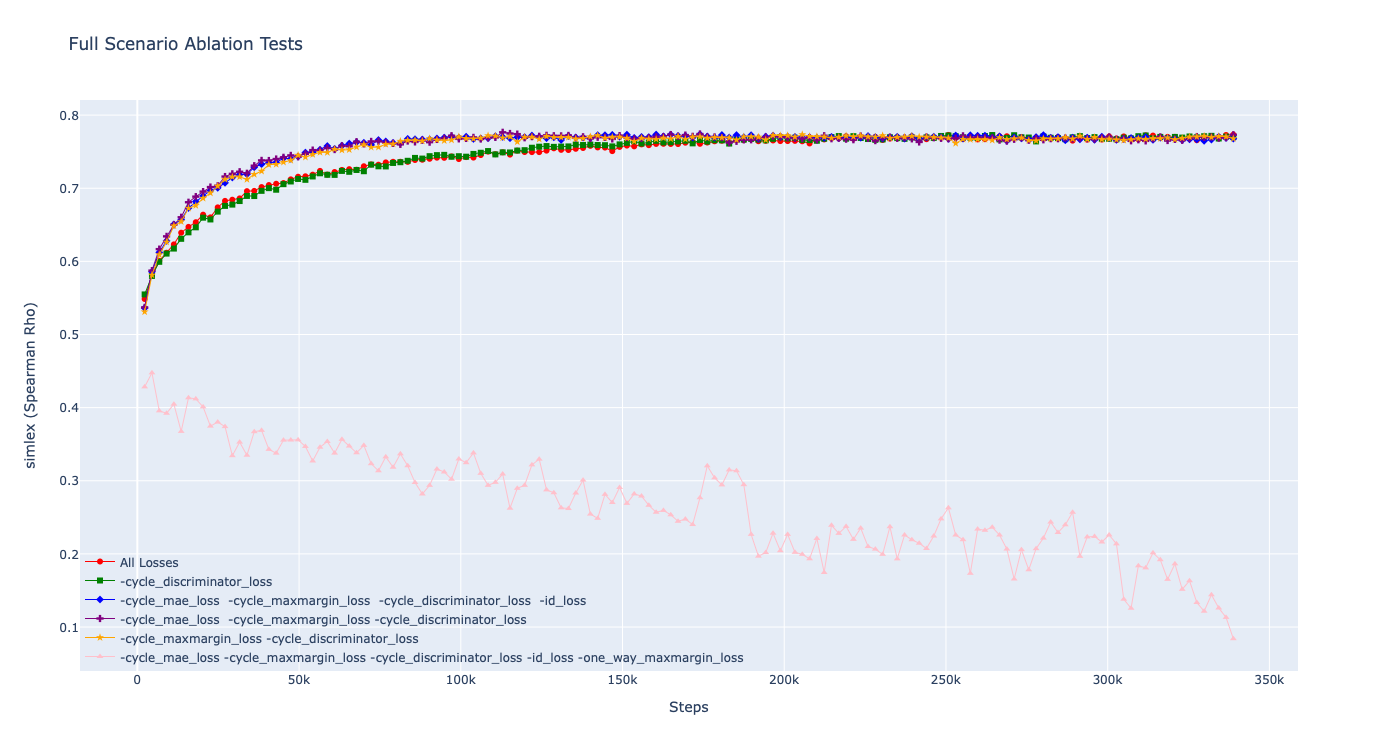 Full Scenario Ablation Tests
simlex (Spearman Rho)
0.8
0.7
0.6
0.5
0.4
0.3
0.2
0.1
All Losses
-cycle_discriminator_loss
-cycle_mae_loss -cycle_maxmargin_loss -cycle_discriminator_loss -id_loss
-cycle_mae_loss -cycle_maxmargin_loss -cycle_discriminator_loss
-cycle_maxmargin_loss -cycle_discriminator_loss
-cycle_mae_loss -cycle_maxmargin_loss -cycle_discriminator_loss -id_loss -one_way_maxmargin_loss
0 50k 100k 150k 200k 250k 300k 350k
Steps